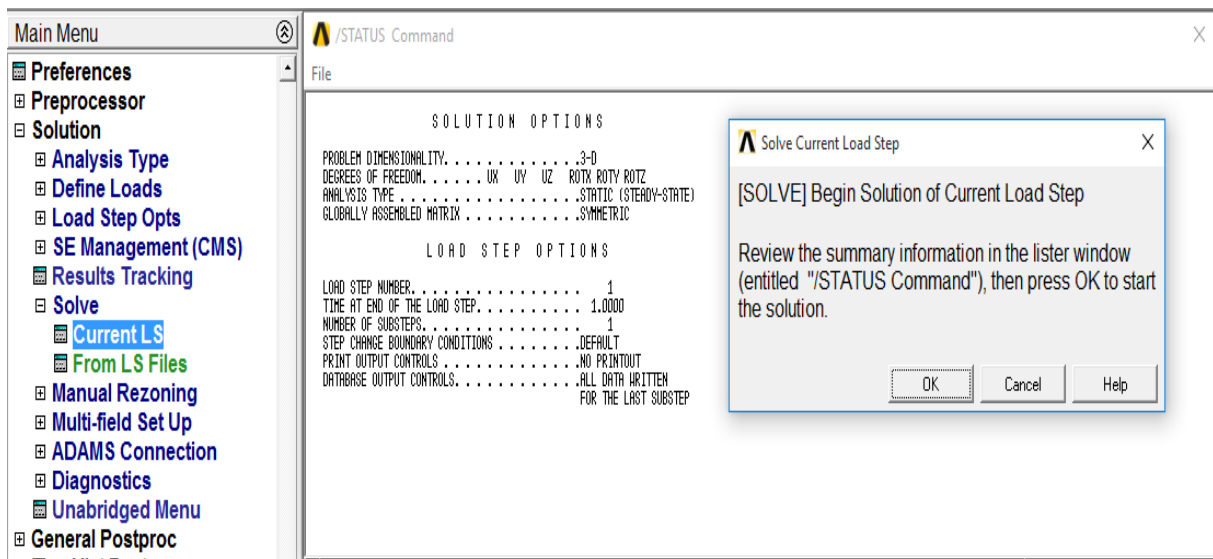 Main Menu
Preferences
Preprocessor
Solution
Analysis Type
Define Loads
Load Step Opts
SE Management (CMS)
Results Tracking
Solve
Current LS
From LS Files
Manual Rezoning
Multi-field Set Up
ADAMS Connection
Diagnostics
Unabridged Menu
General Postproc
/STATUS Command
File
SOLUTION OPTIONS
PROBLEM DIMENSIONALITY. . . . . . . . . . . . .3-D
DEGREES OF FREEDOM. . . . . . UX UY UZ ROTX ROTY ROTZ
ANALYSIS TYPE . . . . . . . . . . . . . . . . .STATIC (STEADY-STATE)
GLOBALLY ASSEMBLED MATRIX . . . . . . . . . . .SYMMETRIC
LOAD STEP OPTIONS
LOAD STEP NUMBER. . . . . . . . . . . . . . . . 1
TIME AT END OF THE LOAD STEP. . . . . . . . . . 1.0000
NUMBER OF SUBSTEPS. . . . . . . . . . . . . . . 1
STEP CHANGE BOUNDARY CONDITIONS . . . . . . . .DEFAULT
PRINT OUTPUT CONTROLS . . . . . . . . . . . . .NO PRINTOUT
DATABASE OUTPUT CONTROLS. . . . . . . . . . . .ALL DATA WRITTEN
FOR THE LAST SUBSTEP
Solve Current Load Step
[SOLVE] Begin Solution of Current Load Step
Review the summary information in the lister window
(entitled "/STATUS Command"), then press OK to start
the solution.
OK Cancel Help